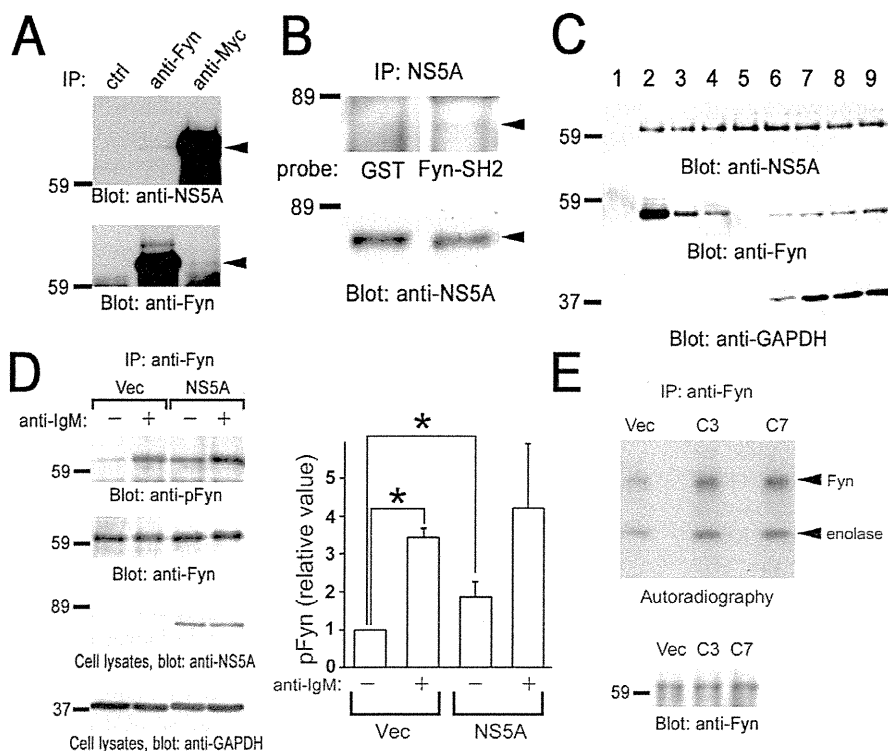 A
IP: ctrl anti-Fyn anti-Myc
59
Blot: anti-NS5A
59
Blot: anti-Fyn
B
IP: NS5A
89
probe: GST Fyn-SH2
89
Blot: anti-NS5A
C
1 2 3 4 5 6 7 8 9
59
Blot: anti-NS5A
59
Blot: anti-Fyn
37
Blot: anti-GAPDH
D
IP: anti-Fyn
Vec NS5A
anti-IgM: − + − +
59
Blot: anti-pFyn
59
Blot: anti-Fyn
89
Cell lysates, blot: anti-NS5A
37
Cell lysates, blot: anti-GAPDH
pFyn (relative value)
5
4
3
2
1
0
*
*
anti-IgM: − + − +
Vec NS5A
E
IP: anti-Fyn
Vec C3 C7
Fyn
enolase
Autoradiography
Vec C3 C7
59
Blot: anti-Fyn